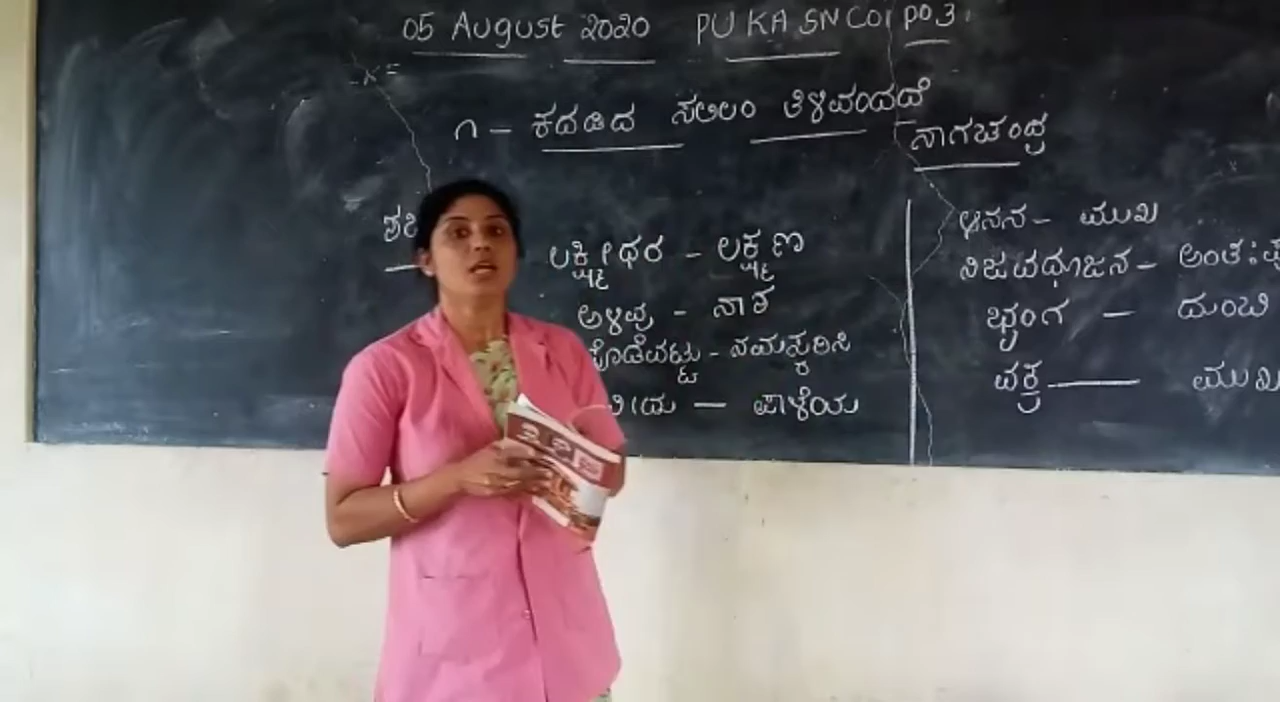 05 August 2020 PU KA SN C01 P03.
೧ - ಕದಡಿದ ಸಲಿಲಂ ತಿಳಿವಂದದೆ
ನಾಗಚಂದ್ರ
ಲಕ್ಷ್ಮೀಧರ - ಲಕ್ಷ್ಮಣ
ಅಳಿವು - ನಾಶ
ಪೊಡೆವಟ್ಟು - ನಮಸ್ಕರಿಸಿ
ಪಾಳೆಯ
ಆನನ - ಮುಖ
ನಿಜವಧೂಜನ - ಅಂತಃಪು
ಭೃಂಗ - ದುಂಬಿ
ವಕ್ತ್ರ - ಮುಖ